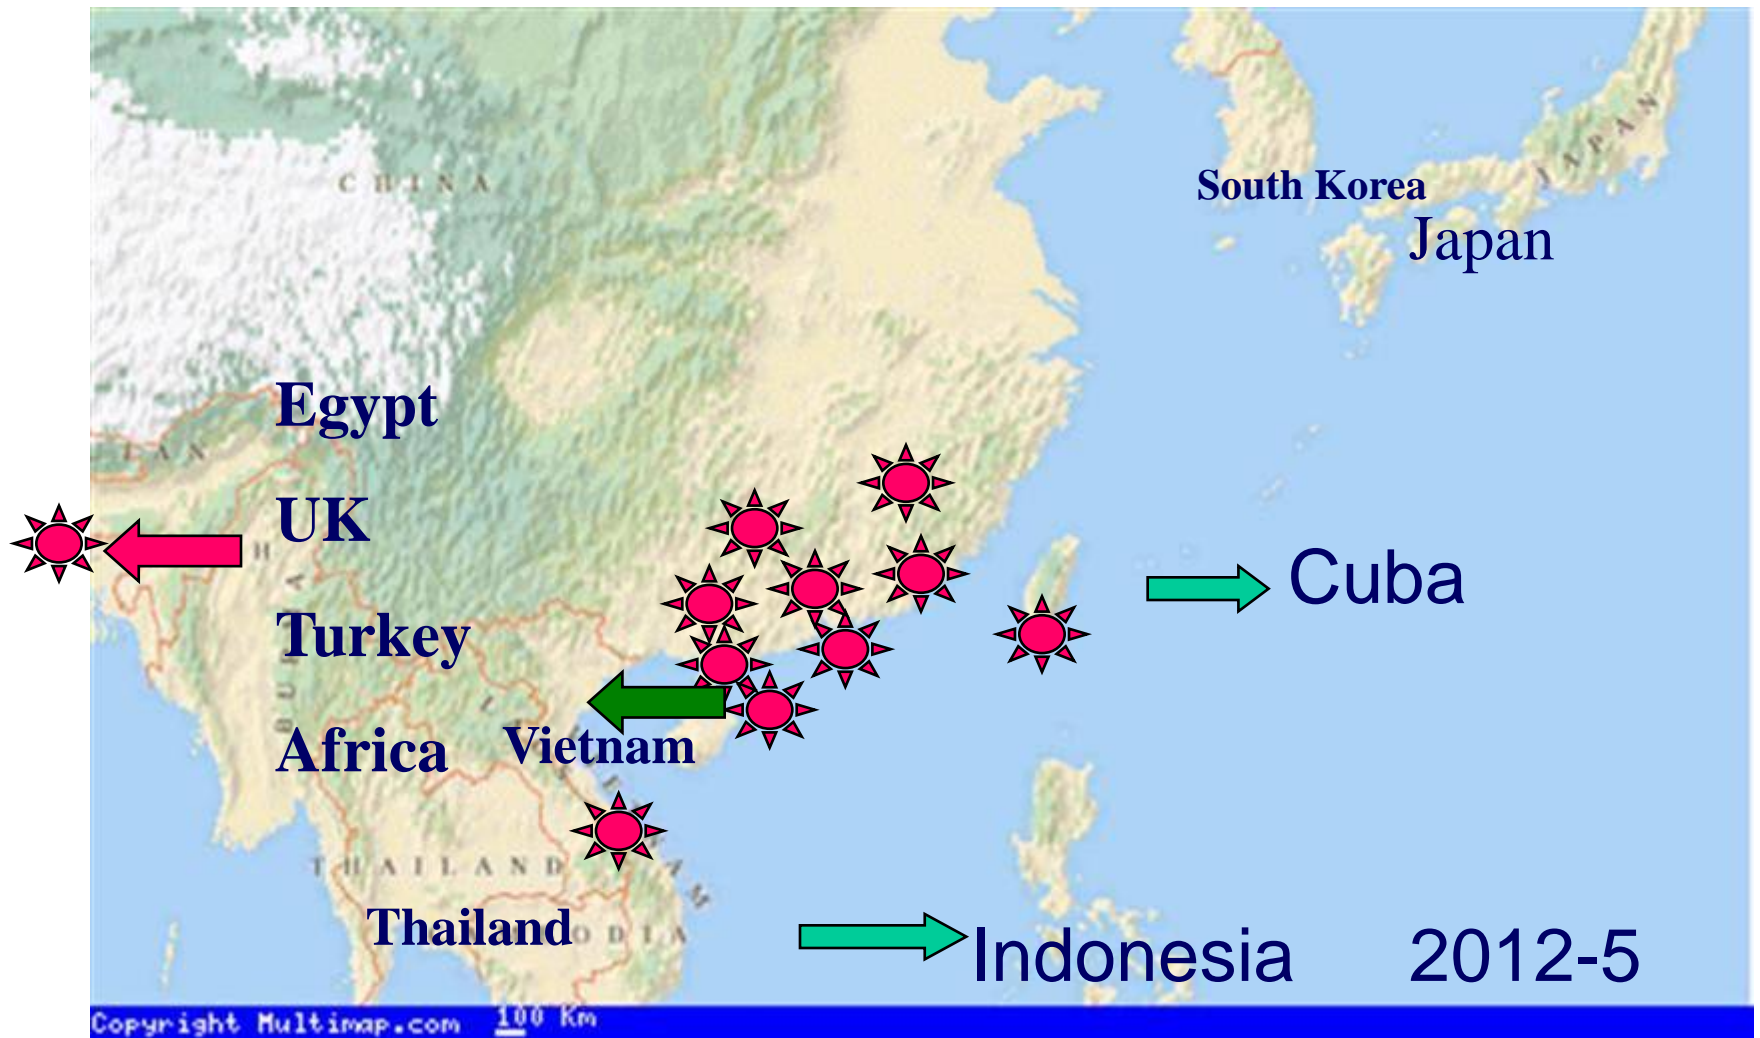 CHINA
JAPAN
South Korea
Japan
Egypt
UK
Cuba
Turkey
Africa
Vietnam
THAILAND
Thailand
Indonesia 2012-5
Copyright Multimap.com 100 Km